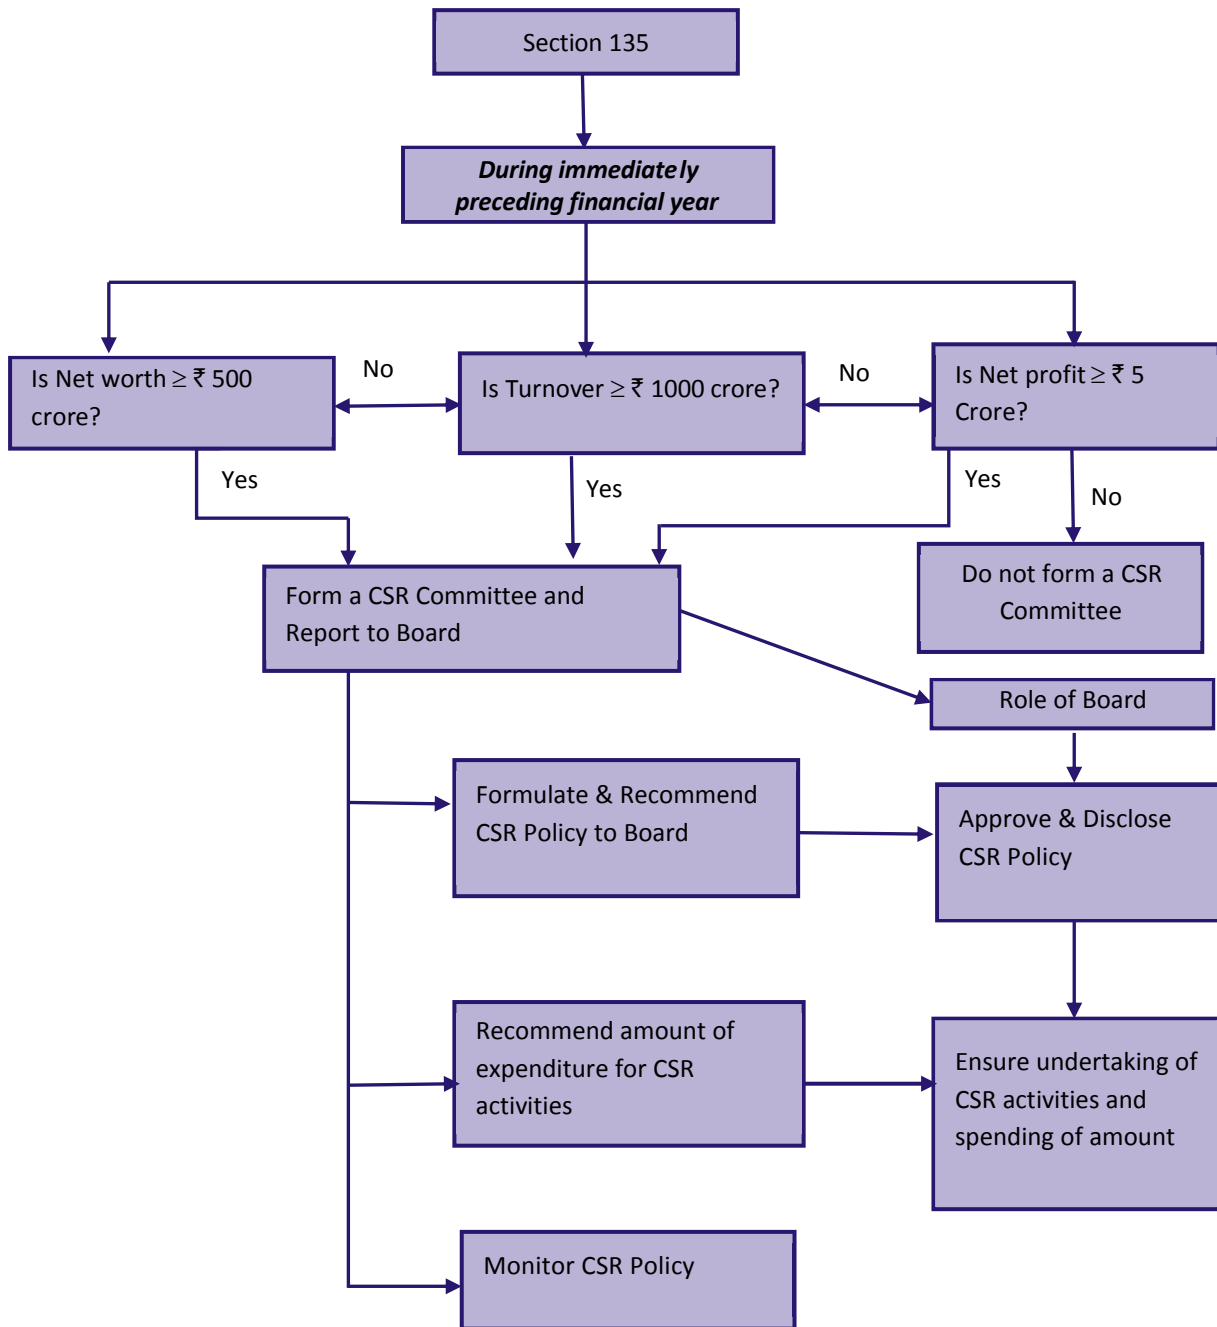 Section 135
During immediately
preceding financial year
Is Net worth ≥ ₹ 500
crore?
No
Is Turnover ≥ ₹ 1000 crore?
No
Is Net profit ≥ ₹ 5
Crore?
Yes
Yes
Yes
No
Form a CSR Committee and
Report to Board
Do not form a CSR
Committee
Role of Board
Formulate & Recommend
CSR Policy to Board
Approve & Disclose
CSR Policy
Recommend amount of
expenditure for CSR
activities
Ensure undertaking of
CSR activities and
spending of amount
Monitor CSR Policy